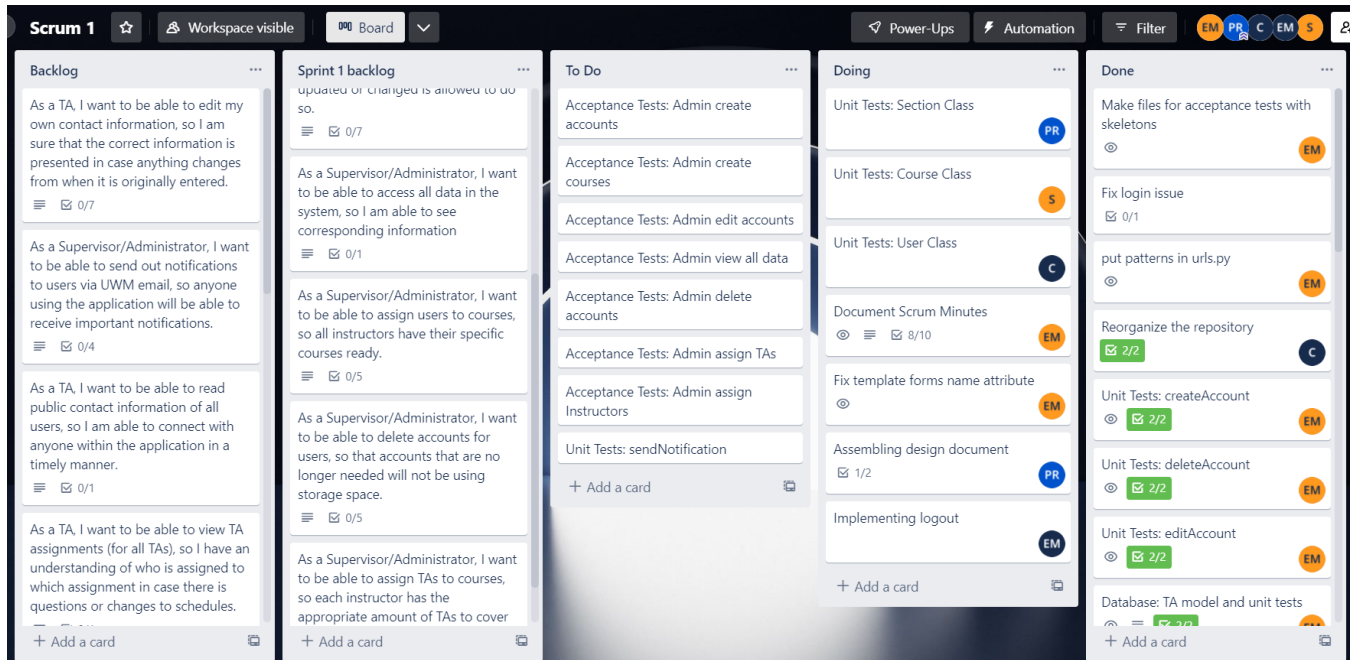 Scrum 1
Workspace visible
Board
Power-Ups
Automation
Filter
EM
PR
C
EM
S
Backlog
As a TA, I want to be able to edit my
own contact information, so I am
sure that the correct information is
presented in case anything changes
from when it is originally entered.
0/7
As a Supervisor/Administrator, I want
to be able to send out notifications
to users via UWM email, so anyone
using the application will be able to
receive important notifications.
0/4
As a TA, I want to be able to read
public contact information of all
users, so I am able to connect with
anyone within the application in a
timely manner.
0/1
As a TA, I want to be able to view TA
assignments (for all TAs), so I have an
understanding of who is assigned to
which assignment in case there is
questions or changes to schedules.
+ Add a card
Sprint 1 backlog
updated or changed is allowed to do
so.
0/7
As a Supervisor/Administrator, I want
to be able to access all data in the
system, so I am able to see
corresponding information
0/1
As a Supervisor/Administrator, I want
to be able to assign users to courses,
so all instructors have their specific
courses ready.
0/5
As a Supervisor/Administrator, I want
to be able to delete accounts for
users, so that accounts that are no
longer needed will not be using
storage space.
0/5
As a Supervisor/Administrator, I want
to be able to assign TAs to courses,
so each instructor has the
appropriate amount of TAs to cover
+ Add a card
To Do
Acceptance Tests: Admin create
accounts
Acceptance Tests: Admin create
courses
Acceptance Tests: Admin edit accounts
Acceptance Tests: Admin view all data
Acceptance Tests: Admin delete
accounts
Acceptance Tests: Admin assign TAs
Acceptance Tests: Admin assign
Instructors
Unit Tests: sendNotification
+ Add a card
Doing
Unit Tests: Section Class
PR
Unit Tests: Course Class
S
Unit Tests: User Class
C
Document Scrum Minutes
8/10
EM
Fix template forms name attribute
EM
Assembling design document
1/2
PR
Implementing logout
EM
+ Add a card
Done
Make files for acceptance tests with
skeletons
EM
Fix login issue
0/1
put patterns in urls.py
EM
Reorganize the repository
2/2
C
Unit Tests: createAccount
2/2
EM
Unit Tests: deleteAccount
2/2
EM
Unit Tests: editAccount
2/2
EM
Database: TA model and unit tests
+ Add a card